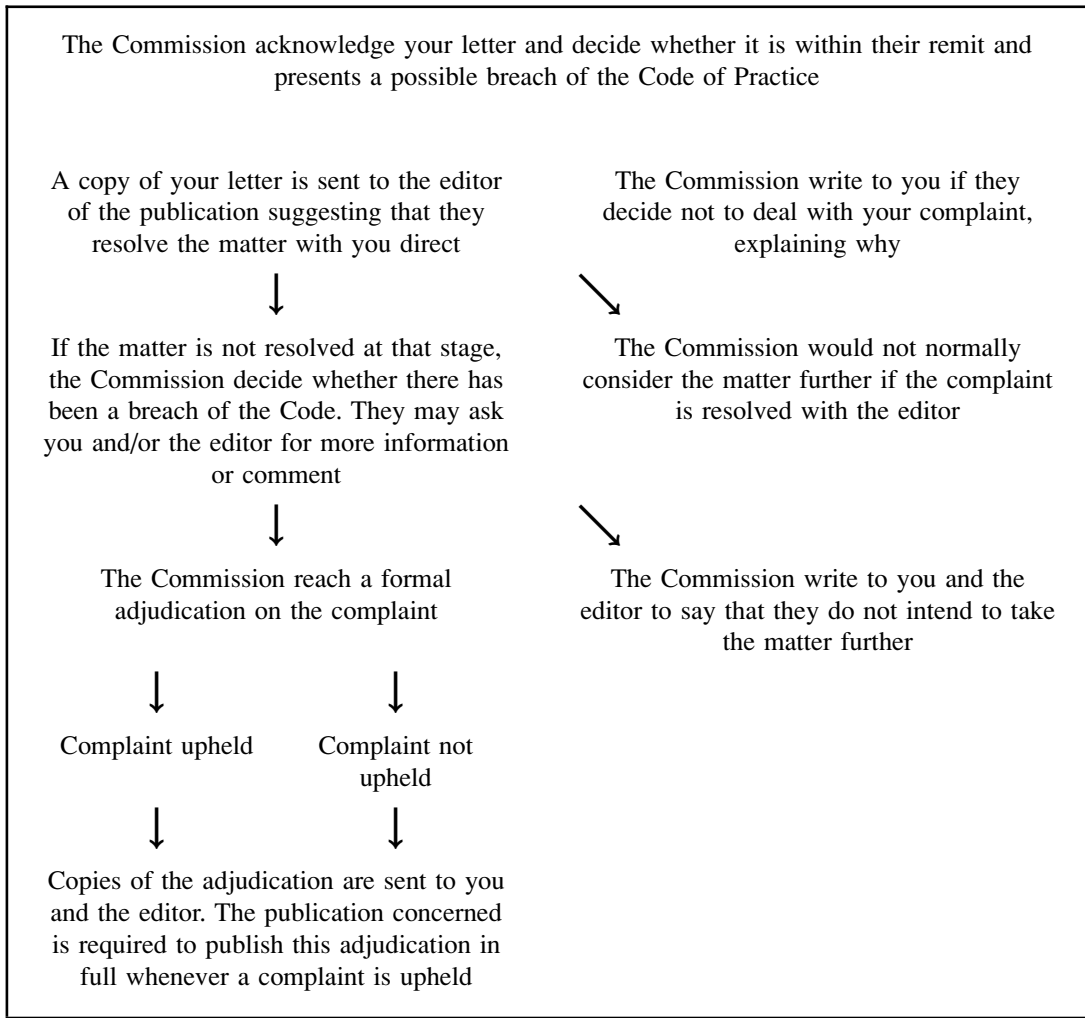 The Commission acknowledge your letter and decide whether it is within their remit and
presents a possible breach of the Code of Practice
A copy of your letter is sent to the editor
of the publication suggesting that they
resolve the matter with you direct
The Commission write to you if they
decide not to deal with your complaint,
explaining why
If the matter is not resolved at that stage,
the Commission decide whether there has
been a breach of the Code. They may ask
you and/or the editor for more information
or comment
The Commission would not normally
consider the matter further if the complaint
is resolved with the editor
The Commission reach a formal
adjudication on the complaint
The Commission write to you and the
editor to say that they do not intend to take
the matter further
Complaint upheld
Complaint not
upheld
Copies of the adjudication are sent to you
and the editor. The publication concerned
is required to publish this adjudication in
full whenever a complaint is upheld